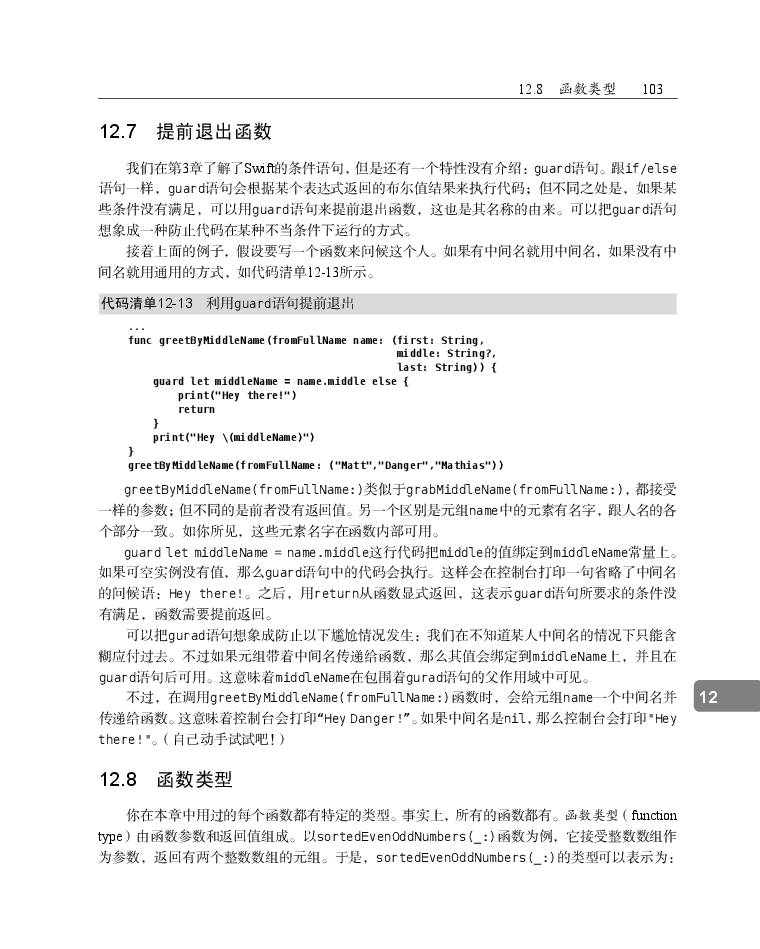 12.8 函数类型 103
12.7 提前退出函数
我们在第3章了解了Swift的条件语句，但是还有一个特性没有介绍：guard语句。跟if/else
语句一样，guard语句会根据某个表达式返回的布尔值结果来执行代码；但不同之处是，如果某
些条件没有满足，可以用guard语句来提前退出函数，这也是其名称的由来。可以把guard语句
想象成一种防止代码在某种不当条件下运行的方式。
接着上面的例子，假设要写一个函数来问候这个人。如果有中间名就用中间名，如果没有中
间名就用通用的方式，如代码清单12-13所示。
代码清单12-13 利用guard语句提前退出
...
func greetByMiddleName(fromFullName name: (first: String,
middle: String?,
last: String)) {
guard let middleName = name.middle else {
print("Hey there!")
return
}
print("Hey \(middleName)")
}
greetByMiddleName(fromFullName: ("Matt","Danger","Mathias"))
greetByMiddleName(fromFullName:)类似于grabMiddleName(fromFullName:)，都接受
一样的参数；但不同的是前者没有返回值。另一个区别是元组name中的元素有名字，跟人名的各
个部分一致。如你所见，这些元素名字在函数内部可用。
guard let middleName = name.middle这行代码把middle的值绑定到middleName常量上。
如果可空实例没有值，那么guard语句中的代码会执行。这样会在控制台打印一句省略了中间名
的问候语：Hey there!。之后，用return从函数显式返回，这表示guard语句所要求的条件没
有满足，函数需要提前返回。
可以把gurad语句想象成防止以下尴尬情况发生：我们在不知道某人中间名的情况下只能含
糊应付过去。不过如果元组带着中间名传递给函数，那么其值会绑定到middleName上，并且在
guard语句后可用。这意味着middleName在包围着gurad语句的父作用域中可见。
不过，在调用greetByMiddleName(fromFullName:)函数时，会给元组name一个中间名并
传递给函数。这意味着控制台会打印“Hey Danger!”。如果中间名是nil，那么控制台会打印"Hey
there!"。（自己动手试试吧！）
12
12.8 函数类型
你在本章中用过的每个函数都有特定的类型。事实上，所有的函数都有。函数类型（function
type）由函数参数和返回值组成。以sortedEvenOddNumbers(_:)函数为例，它接受整数数组作
为参数，返回有两个整数数组的元组。于是，sortedEvenOddNumbers(_:)的类型可以表示为：